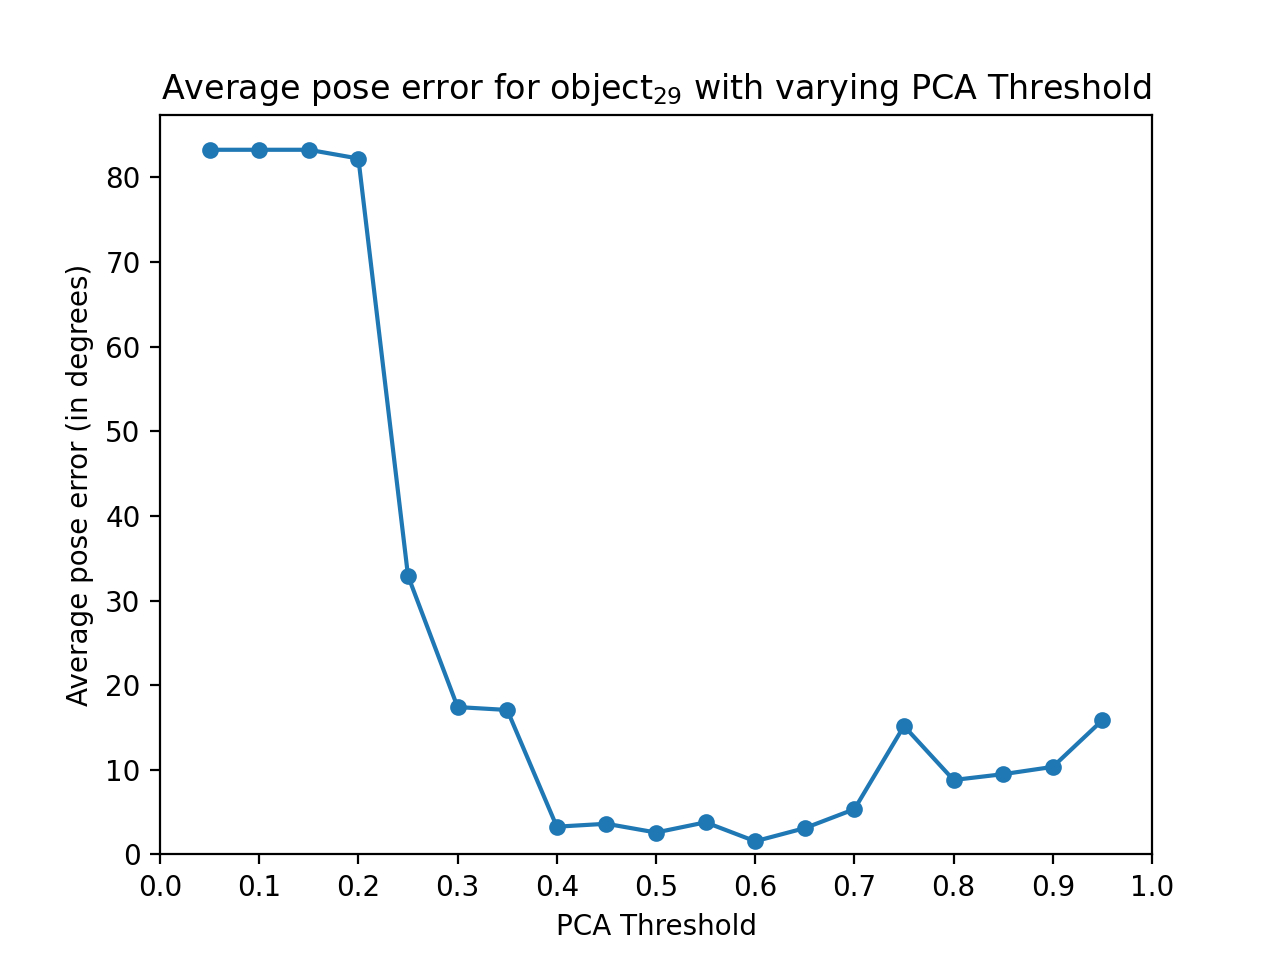 Average pose error for object₂₉ with varying PCA Threshold
Average pose error (in degrees)
80
70
60
50
40
30
20
10
0
0.0 0.1 0.2 0.3 0.4 0.5 0.6 0.7 0.8 0.9 1.0
PCA Threshold